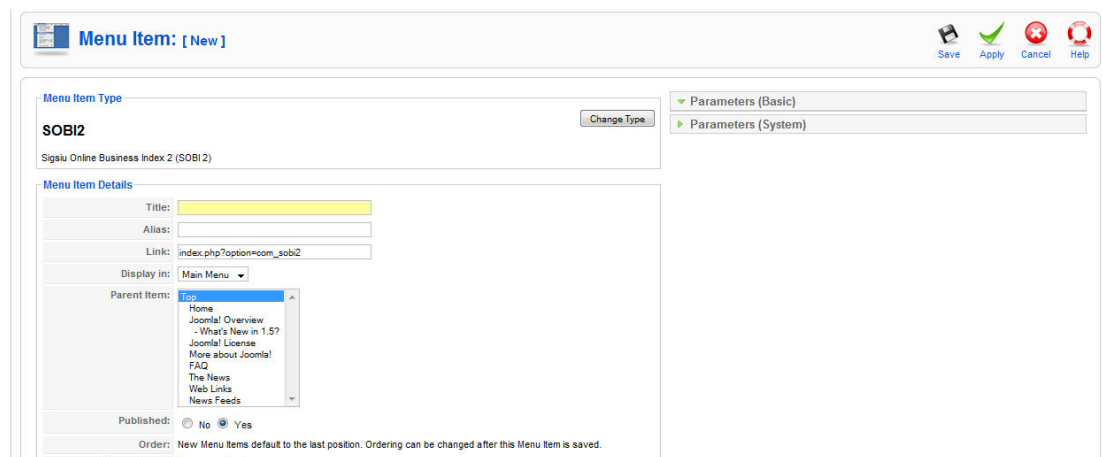 Menu Item: [ New ]
Save Apply Cancel Help
Menu Item Type
SOBI2
Change Type
Sigsiu Online Business Index 2 (SOBI 2)
Parameters (Basic)
Parameters (System)
Menu Item Details
Title:
Alias:
Link: index.php?option=com_sobi2
Display in: Main Menu
Parent Item: Top
Home
Joomla! Overview
- What's New in 1.5?
Joomla! License
More about Joomla!
FAQ
The News
Web Links
News Feeds
Published: No Yes
Order: New Menu Items default to the last position. Ordering can be changed after this Menu Item is saved.